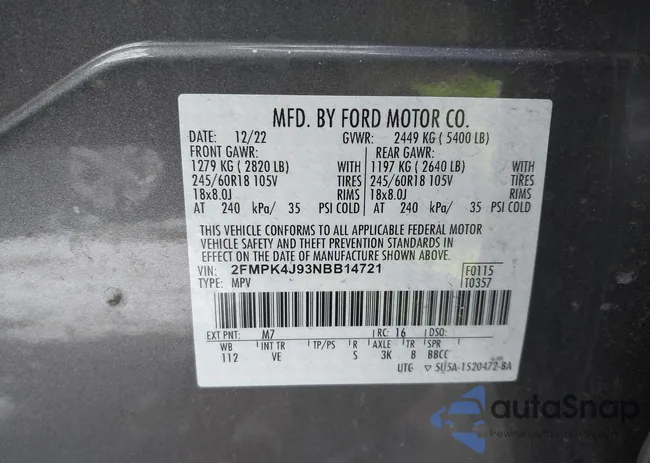 MFD. BY FORD MOTOR CO.
DATE: 12/22 GVWR: 2449 KG ( 5400 LB)
FRONT GAWR: REAR GAWR:
1279 KG ( 2820 LB) WITH 1197 KG ( 2640 LB) WITH
245/60R18 105V TIRES 245/60R18 105V TIRES
18x8.0J RIMS 18x8.0J RIMS
AT 240 kPa/ 35 PSI COLD AT 240 kPa/ 35 PSI COLD
THIS VEHICLE CONFORMS TO ALL APPLICABLE FEDERAL MOTOR
VEHICLE SAFETY AND THEFT PREVENTION STANDARDS IN
EFFECT ON THE DATE OF MANUFACTURE SHOWN ABOVE.
VIN: 2FMPK4J93NBB14721 F0115
TYPE: MPV T0357
EXT PNT: M7 RC: 16 DSO:
WB INT TR TP/PS R AXLE TR SPR
112 VE S 3K 8 BBCC
UTG ▽ 5U5A-1520472-BA
autoSnap